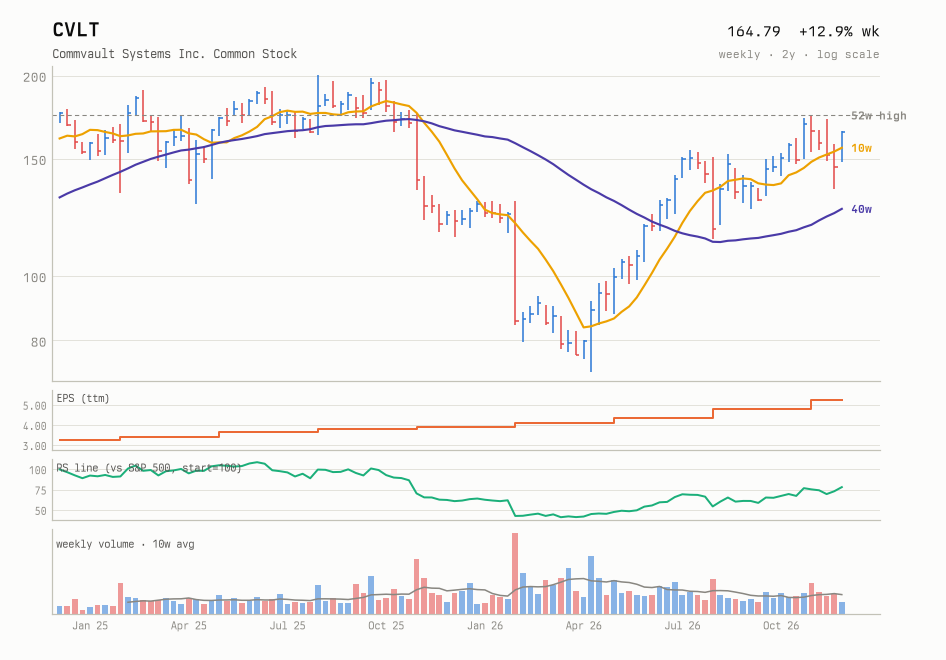 CVLT
164.79 +12.9% wk
Commvault Systems Inc. Common Stock
weekly · 2y · log scale
200
52w high
150
10w
40w
100
80
EPS (ttm)
5.00
4.00
3.00
RS line (vs S&P 500, start=100)
100
75
50
weekly volume · 10w avg
Jan 25 Apr 25 Jul 25 Oct 25 Jan 26 Apr 26 Jul 26 Oct 26